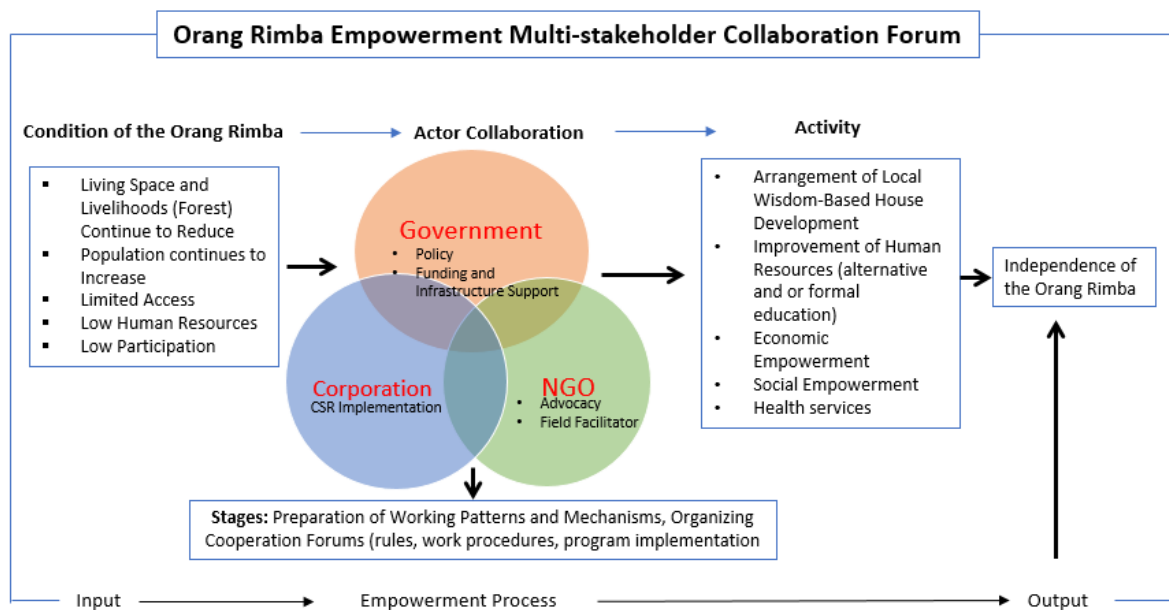 Orang Rimba Empowerment Multi-stakeholder Collaboration Forum
Condition of the Orang Rimba
Actor Collaboration
Activity
▪ Living Space and
Livelihoods (Forest)
Continue to Reduce
▪ Population continues to
Increase
▪ Limited Access
▪ Low Human Resources
▪ Low Participation
Government
• Policy
• Funding and
Infrastructure Support
Corporation
CSR Implementation
NGO
• Advocacy
• Field Facilitator
• Arrangement of Local
Wisdom-Based House
Development
• Improvement of Human
Resources (alternative
and or formal
education)
• Economic
Empowerment
• Social Empowerment
• Health services
Independence of
the Orang Rimba
Stages: Preparation of Working Patterns and Mechanisms, Organizing
Cooperation Forums (rules, work procedures, program implementation
Input
Empowerment Process
Output